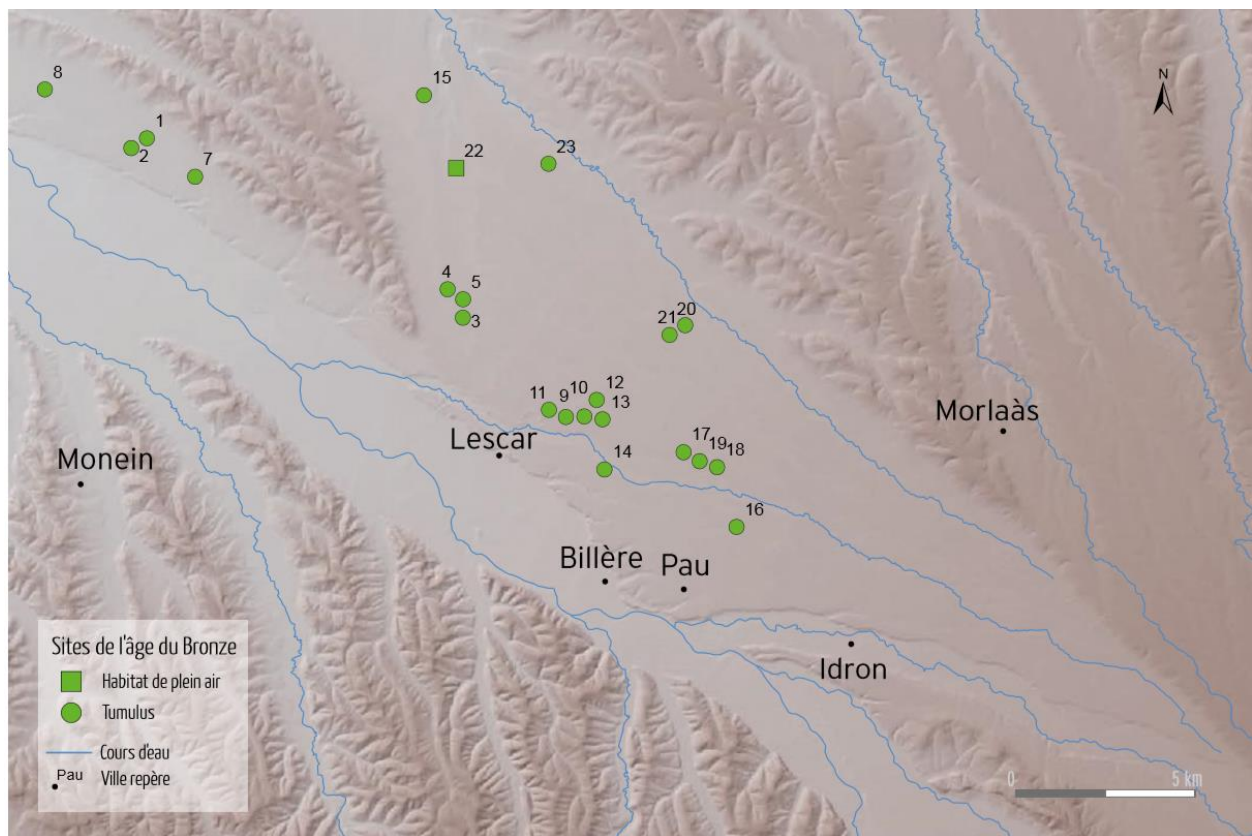 8
1
2
7
15
22
23
N
4
5
3
21
20
12
11
9
10
13
14
17
19
18
16
Morlaàs
Lescar
Monein
Billère
Pau
Idron
Sites de l'âge du Bronze
Habitat de plein air
Tumulus
Cours d'eau
Pau
Ville repère
0
5 km